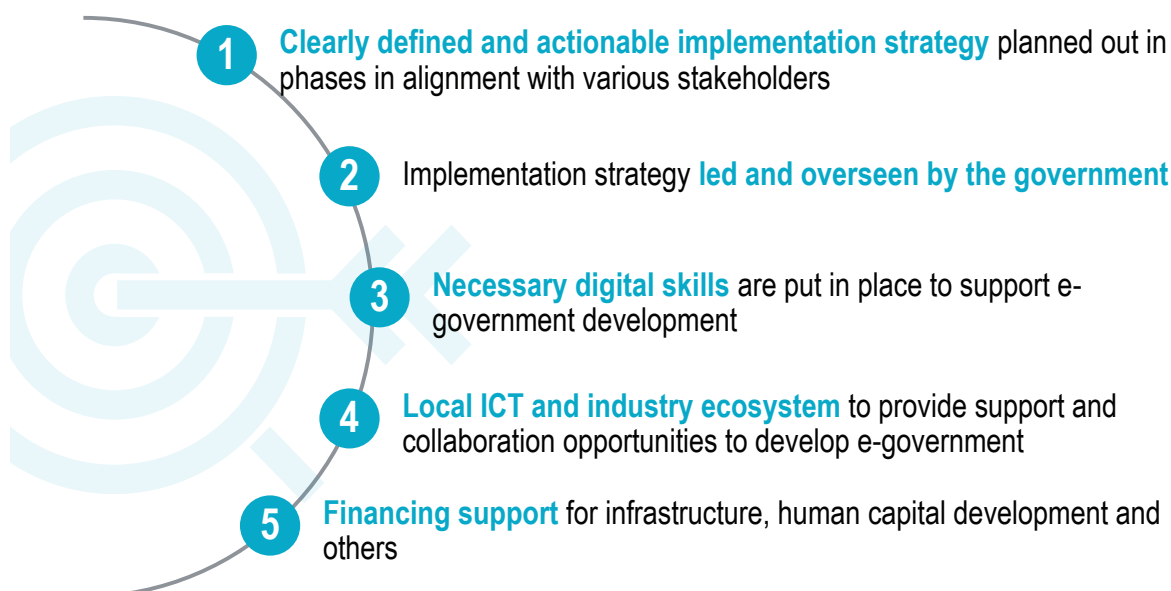 1
Clearly defined and actionable implementation strategy planned out in
phases in alignment with various stakeholders
2
Implementation strategy led and overseen by the government
3
Necessary digital skills are put in place to support e-
government development
4
Local ICT and industry ecosystem to provide support and
collaboration opportunities to develop e-government
5
Financing support for infrastructure, human capital development and
others